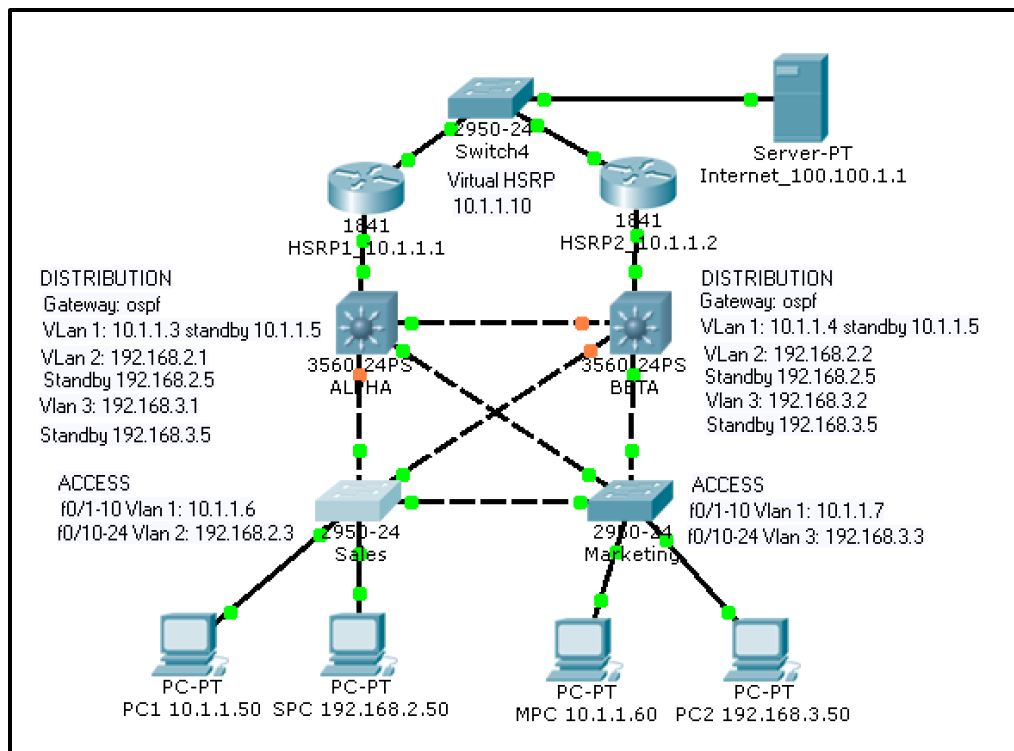 2950-24
Switch4
Server-PT
Internet_100.100.1.1
Virtual HSRP
10.1.1.10
1841
HSRP1_10.1.1.1
1841
HSRP2_10.1.1.2
DISTRIBUTION
Gateway: ospf
VLan 1: 10.1.1.3 standby 10.1.1.5
VLan 2: 192.168.2.1
Standby 192.168.2.5
Vlan 3: 192.168.3.1
Standby 192.168.3.5
3560-24PS
ALPHA
3560-24PS
BETA
DISTRIBUTION
Gateway: ospf
VLan 1: 10.1.1.4 standby 10.1.1.5
VLan 2: 192.168.2.2
Standby 192.168.2.5
Vlan 3: 192.168.3.2
Standby 192.168.3.5
ACCESS
f0/1-10 Vlan 1: 10.1.1.6
f0/10-24 Vlan 2: 192.168.2.3
2950-24
Sales
2950-24
Marketing
ACCESS
f0/1-10 Vlan 1: 10.1.1.7
f0/10-24 Vlan 3: 192.168.3.3
PC-PT
PC1 10.1.1.50
PC-PT
SPC 192.168.2.50
PC-PT
MPC 10.1.1.60
PC-PT
PC2 192.168.3.50